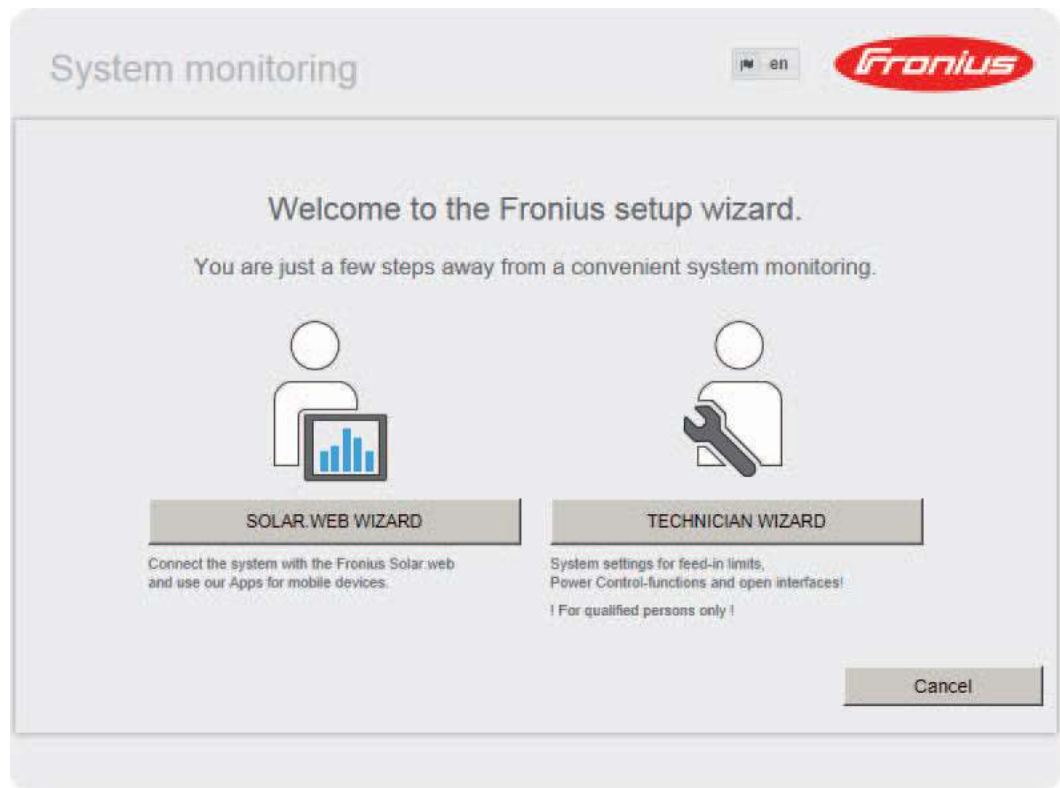 System monitoring
en
Fronius
Welcome to the Fronius setup wizard.
You are just a few steps away from a convenient system monitoring.
SOLAR.WEB WIZARD
Connect the system with the Fronius Solar.web
and use our Apps for mobile devices.
TECHNICIAN WIZARD
System settings for feed-in limits,
Power Control-functions and open interfaces!
! For qualified persons only !
Cancel